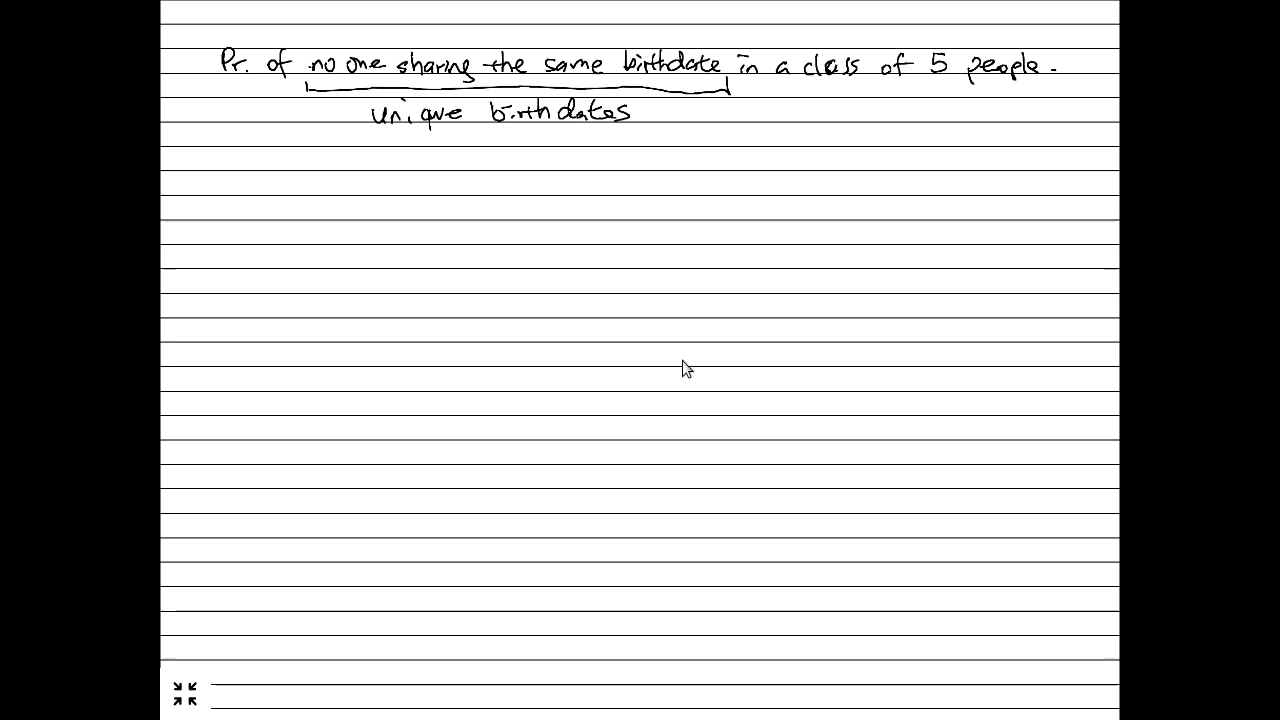 Pr. of no one sharing the same birthdate in a class of 5 people.
unique birthdates